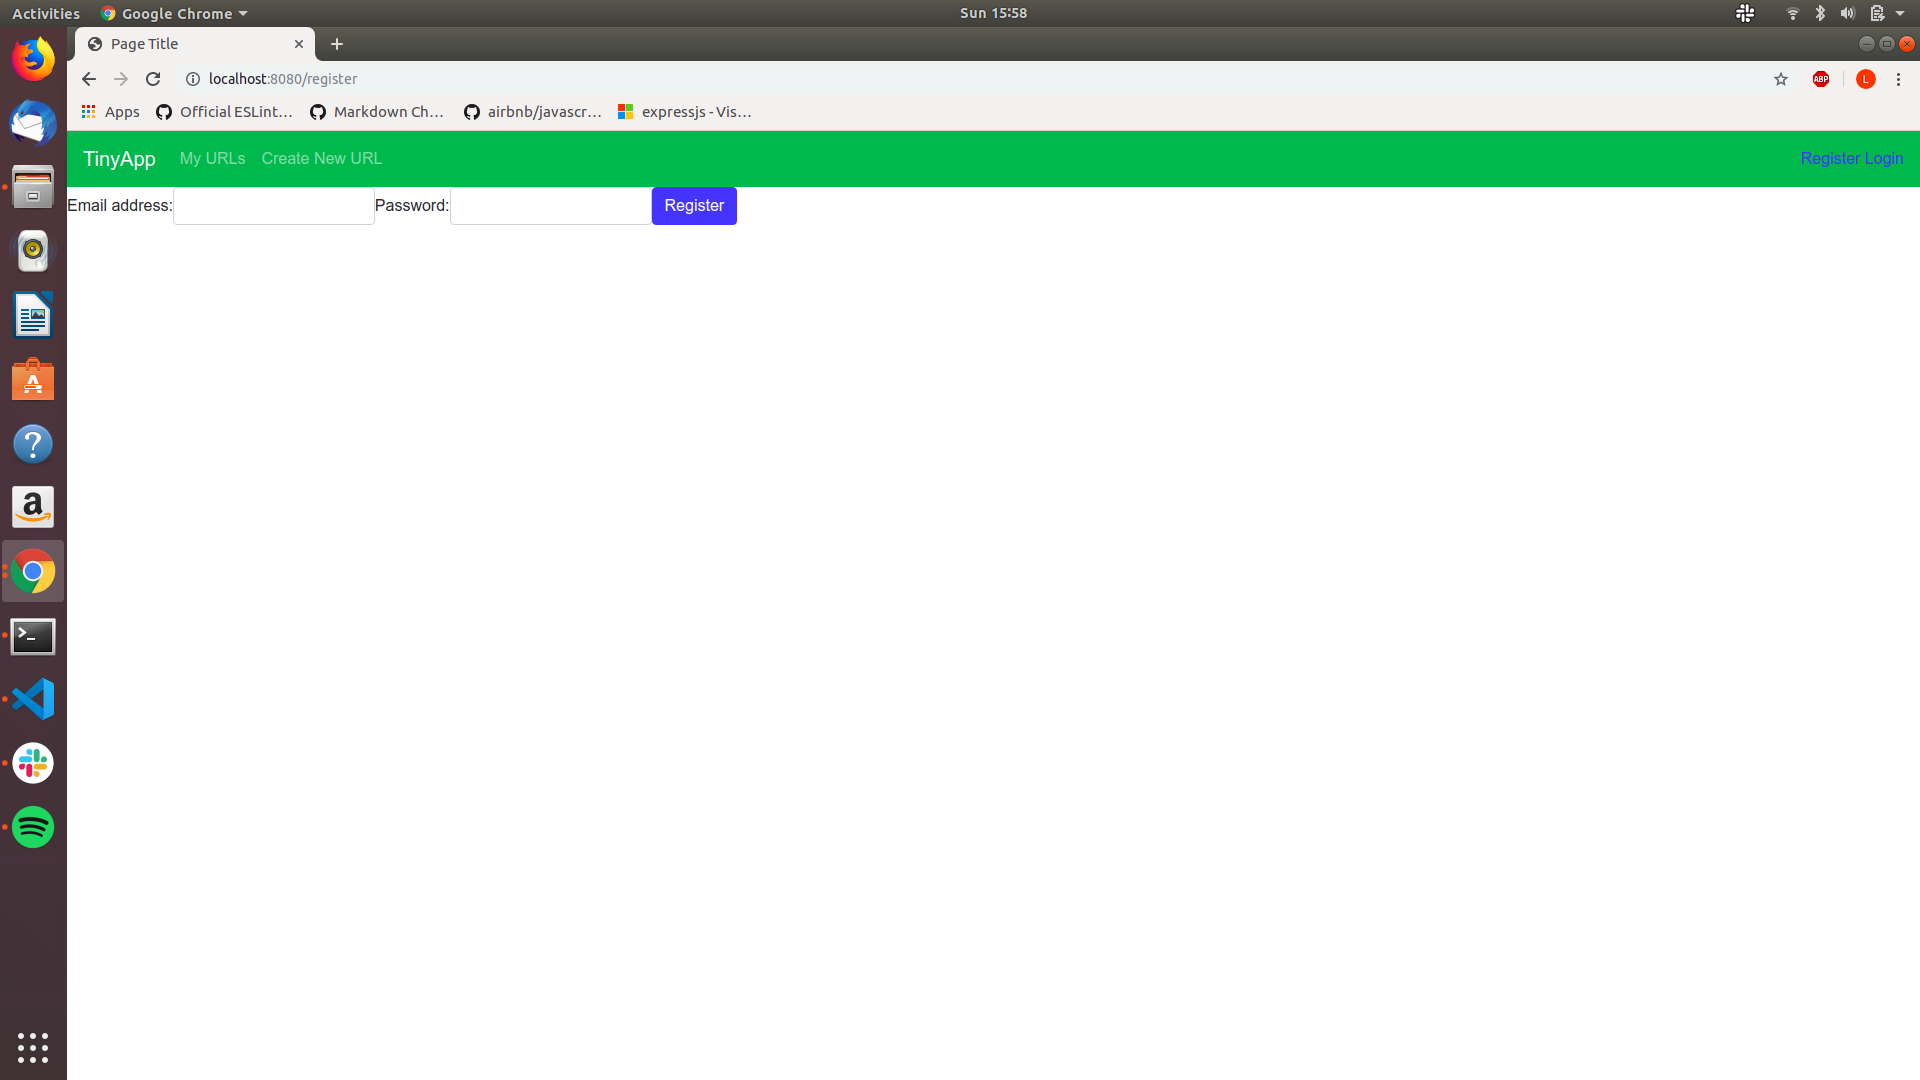 Activities Google Chrome Sun 15:58
Page Title
localhost:8080/register ABP L
Apps Official ESLint... Markdown Ch... airbnb/javascr... expressjs - Vis...
TinyApp My URLs Create New URL Register Login
Email address: Password: Register